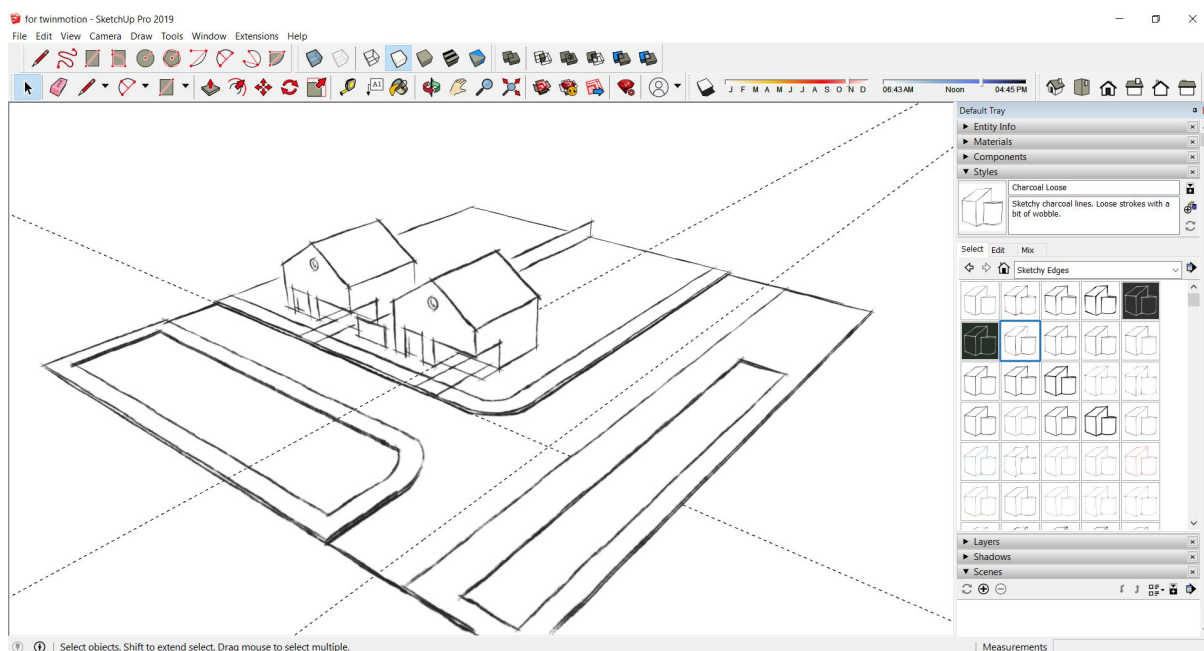 for twinmotion - SketchUp Pro 2019
File Edit View Camera Draw Tools Window Extensions Help
A1
J F M A M J J A S O N D 06:43 AM Noon 04:45 PM
Default Tray
Entity Info
Materials
Components
Styles
Charcoal Loose
Sketchy charcoal lines. Loose strokes with a
bit of wobble.
Select Edit Mix
Sketchy Edges
Layers
Shadows
Scenes
Select objects. Shift to extend select. Drag mouse to select multiple.
Measurements